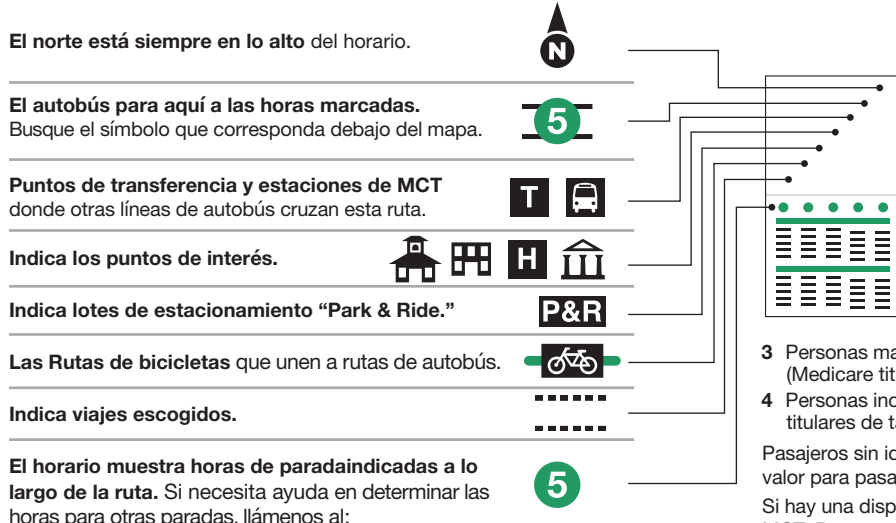 El norte está siempre en lo alto del horario.
N
El autobús para aquí a las horas marcadas.
Busque el símbolo que corresponda debajo del mapa.
5
Puntos de transferencia y estaciones de MCT
donde otras líneas de autobús cruzan esta ruta.
T
Indica los puntos de interés.
H
Indica lotes de estacionamiento “Park & Ride.”
P&R
Las Rutas de bicicletas que unen a rutas de autobús.
Indica viajes escogidos.
El horario muestra horas de paradaindicadas a lo
largo de la ruta. Si necesita ayuda en determinar las
horas para otras paradas, llámenos al:
5
3 Personas
(Medicare
4 Personas
titulares de
Pasajeros sin
valor para
Si hay una